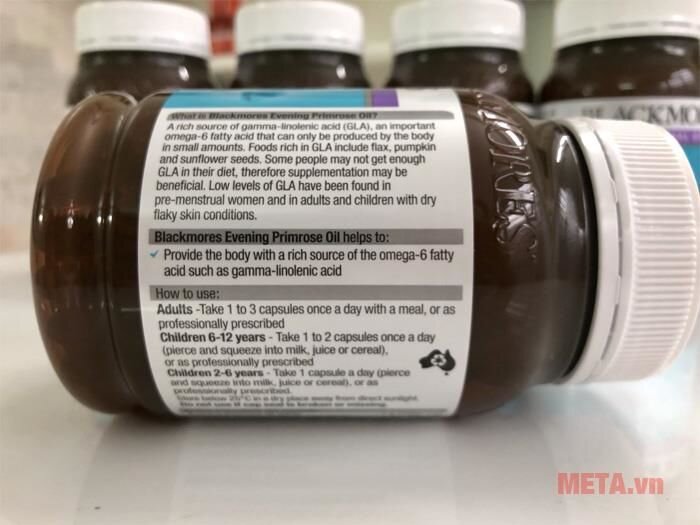 What is Blackmores Evening Primrose Oil?
A rich source of gamma-linolenic acid (GLA), an important
omega-6 fatty acid that can only be produced by the body
in small amounts. Foods rich in GLA include flax, pumpkin
and sunflower seeds. Some people may not get enough
GLA in their diet, therefore supplementation may be
beneficial. Low levels of GLA have been found in
pre-menstrual women and in adults and children with dry
flaky skin conditions.
Blackmores Evening Primrose Oil helps to:
✓ Provide the body with a rich source of the omega-6 fatty
acid such as gamma-linolenic acid
How to use:
Adults -Take 1 to 3 capsules once a day with a meal, or as
professionally prescribed
Children 6-12 years - Take 1 to 2 capsules once a day
(pierce and squeeze into milk, juice or cereal),
or as professionally prescribed
Children 2-6 years - Take 1 capsule a day (pierce
and squeeze into milk, juice or cereal), or as
professionally prescribed.
Store below 25°C in a dry place away from direct sunlight.
Do not use if cap seal is broken or missing.
MORES
ACKMO
META.vn